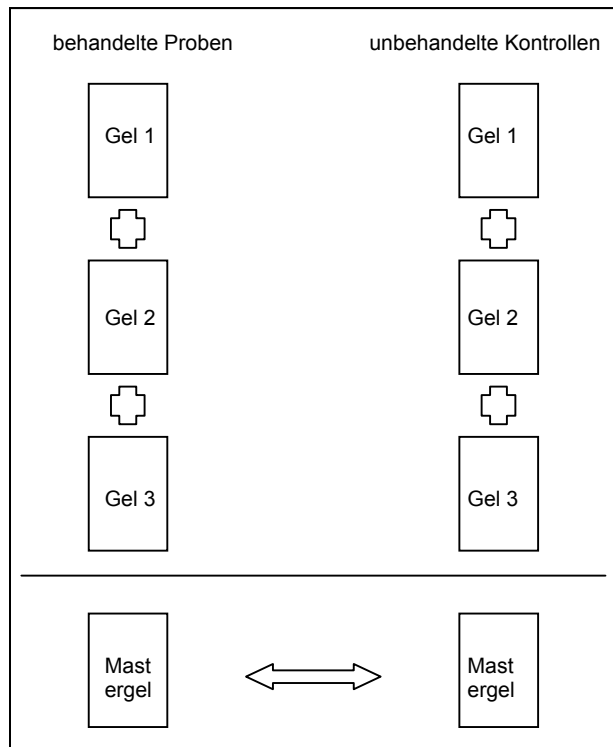 behandelte Proben
unbehandelte Kontrollen
Gel 1
Gel 1
Gel 2
Gel 2
Gel 3
Gel 3
Mast
ergel
Mast
ergel